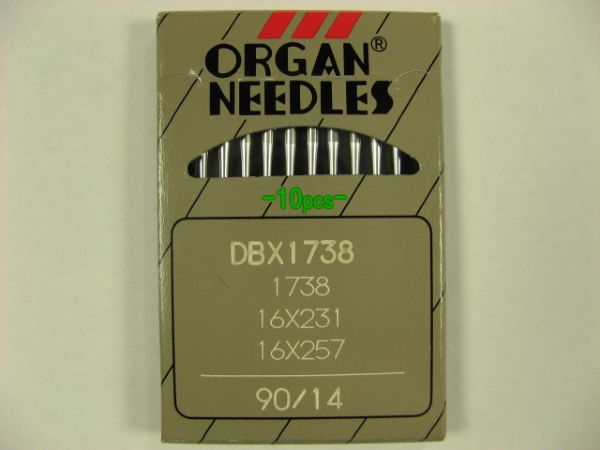 ORGAN®
NEEDLES
-10pcs-
DBX1738
1738
16X231
16X257
90/14